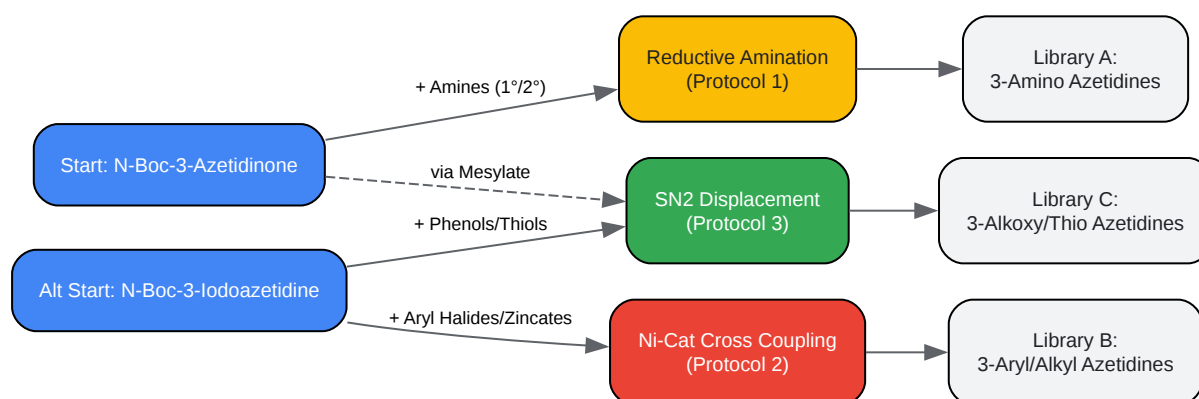 Start: N-Boc-3-Azetidinone
Alt Start: N-Boc-3-Iodoazetidine
+ Amines (1°/2°)
via Mesylate
+ Phenols/Thiols
+ Aryl Halides/Zincates
Reductive Amination
(Protocol 1)
SN2 Displacement
(Protocol 3)
Ni-Cat Cross Coupling
(Protocol 2)
Library A:
3-Amino Azetidines
Library C:
3-Alkoxy/Thio Azetidines
Library B:
3-Aryl/Alkyl Azetidines